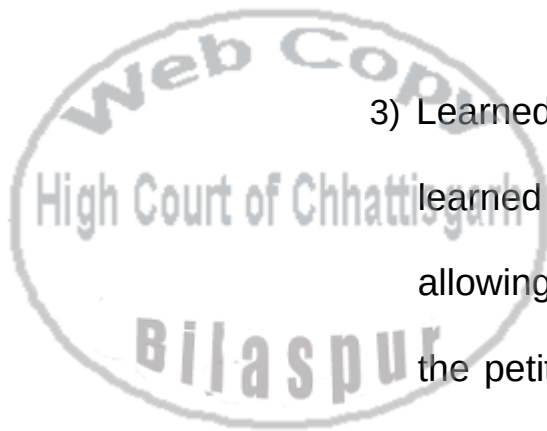 Web Copy
3) Learned
High Court of Chhattisgarh
learned
allowing
Bilaspur
the petit